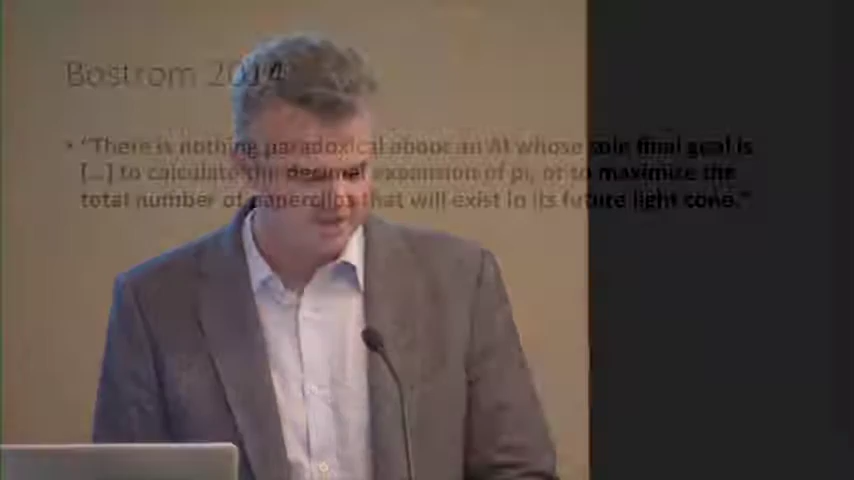 Bostrom 2014
• "There is nothing paradoxical about an AI whose sole final goal is
[...] to calculate the decimal expansion of pi, or to maximize the
total number of paperclips that will exist in its future light cone."